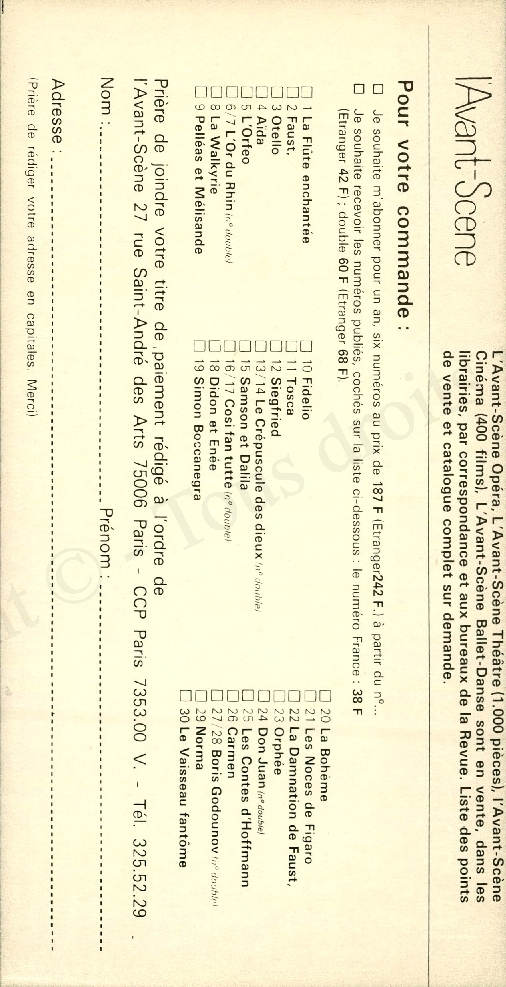 l'Avant-Scène
L'Avant-Scène Opéra, L'Avant-Scène Théâtre (1.000 pièces), l'Avant-Scène
Cinéma (400 films), L'Avant-Scène Ballet-Danse sont en vente, dans les
librairies, par correspondance et aux bureaux de la Revue. Liste des points
de vente et catalogue complet sur demande.
Pour votre commande :
☐ Je souhaite m'abonner pour un an, six numéros au prix de 187 F (Etranger242 F.) à partir du n°...
☐ Je souhaite recevoir les numéros publiés, cochés sur la liste ci-dessous : le numéro France : 38 F
(Etranger 42 F) ; double 60 F (Etranger 68 F).
☐ 1 La Flûte enchantée
☐ 2 Faust,
☐ 3 Otello
☐ 4 Aïda
☐ 5 L'Orfeo
☐ 6/7 L'Or du Rhin (n° double)
☐ 8 La Walkyrie
☐ 9 Pelléas et Mélisande
☐ 10 Fidelio
☐ 11 Tosca
☐ 12 Siegfried
☐ 13/14 Le Crépuscule des dieux (n° double)
☐ 15 Samson et Dalila
☐ 16/17 Cosi fan tutte (n° double)
☐ 18 Didon et Enée
☐ 19 Simon Boccanegra
☐ 20 La Bohème
☐ 21 Les Noces de Figaro
☐ 22 La Damnation de Faust,
☐ 23 Orphée
☐ 24 Don Juan (n° double)
☐ 25 Les Contes d'Hoffmann
☐ 26 Carmen
☐ 27/28 Boris Godounov (n° double)
☐ 29 Norma
☐ 30 Le Vaisseau fantôme
Prière de joindre votre titre de paiement rédigé à l'ordre de
l'Avant-Scène 27 rue Saint-André des Arts 75006 Paris - CCP Paris 7353.00 V. - Tél. 325.52.29 .
Nom : Prénom :
Adresse :
(Prière de rédiger votre adresse en capitales. Merci)
© Tous droi